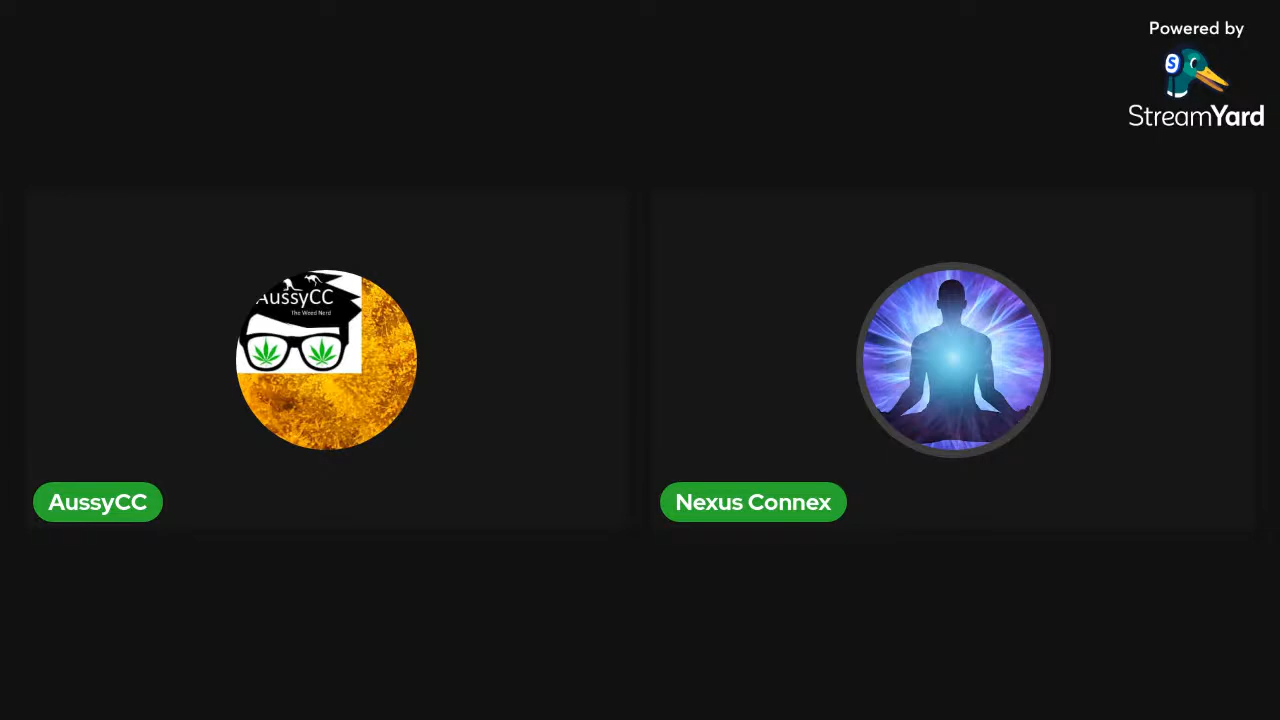 Powered by
S
StreamYard
AussyCC
The Weed Nerd
AussyCC
Nexus Connex